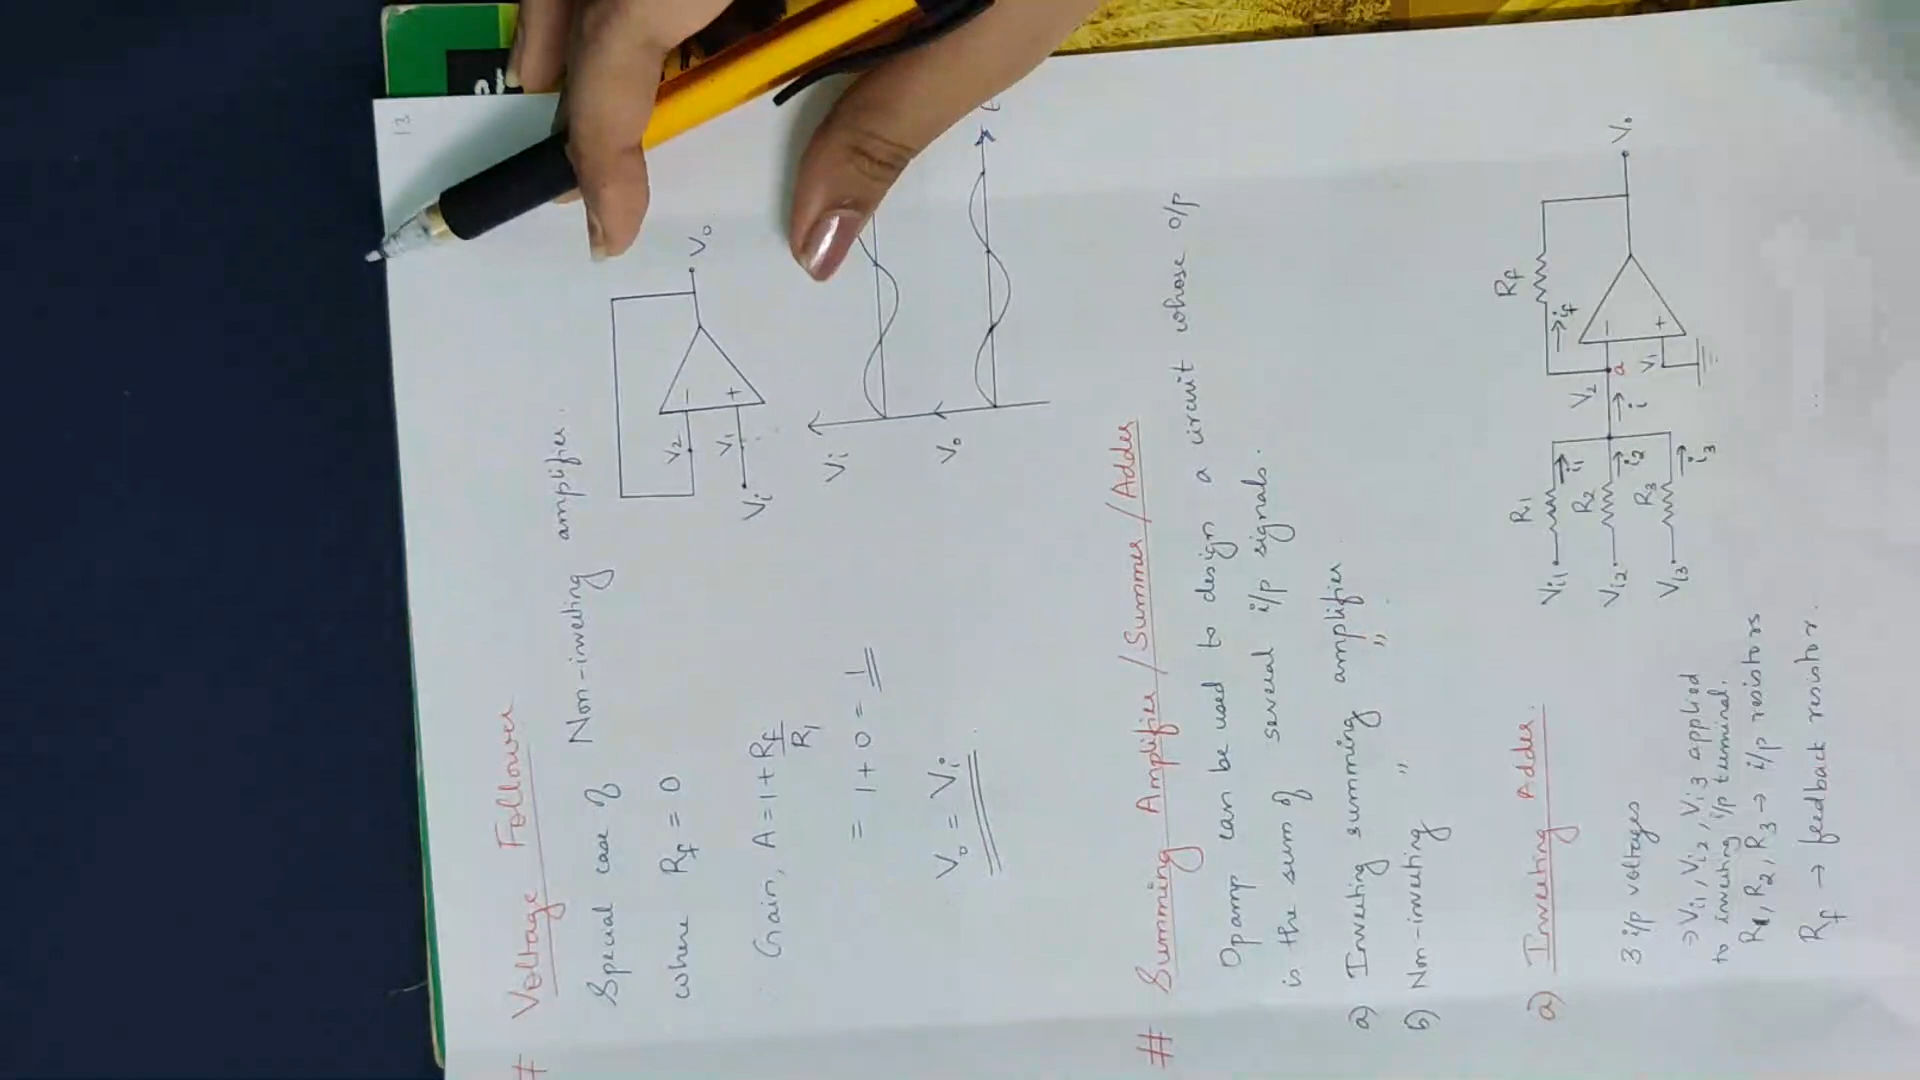 13
# Voltage Follower
Special case of Non-inverting amplifier.
where Rf = 0
Gain, A = 1 + Rf/R1
= 1 + 0 = 1
Vo = Vi
V2
V1
Vi
Vo
Vi
Vo
t
# Summing Amplifier / Summer / Adder
Opamp can be used to design a circuit whose o/p
is the sum of several i/p signals.
a) Inverting summing amplifier
b) Non-inverting " "
a) Inverting Adder.
3 i/p voltages
⇒ Vi1, Vi2, Vi3 applied
to inverting i/p terminal.
R1, R2, R3 → i/p resistors
Rf → feedback resistor.
Rf
→ if
Vi1 R1 → i1
Vi2 R2 → i2
Vi3 R3 → i3
V2 a
→ i
V1
− +
Vo